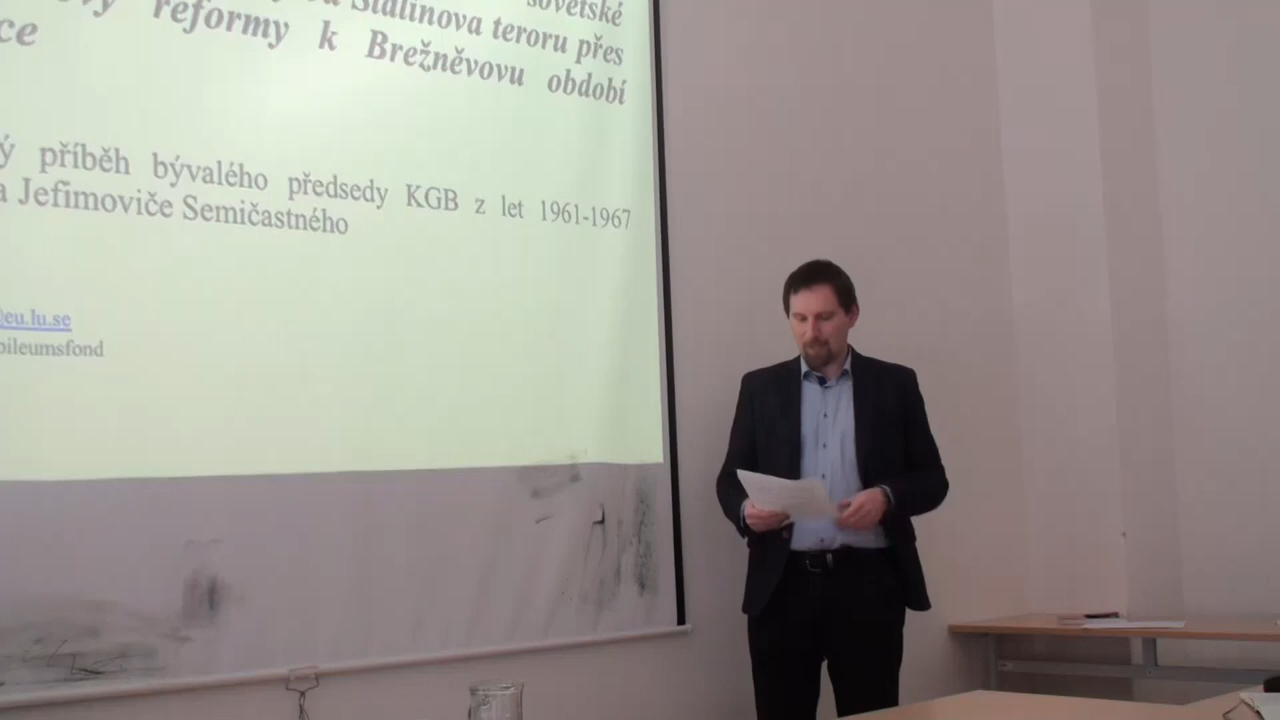 sovětské
Stalinova teroru přes
reformy k Brežněvovu období
ce
ý příběh bývalého předsedy KGB z let 1961-1967
a Jefimoviče Semičastného
@eu.lu.se
bileumsfond